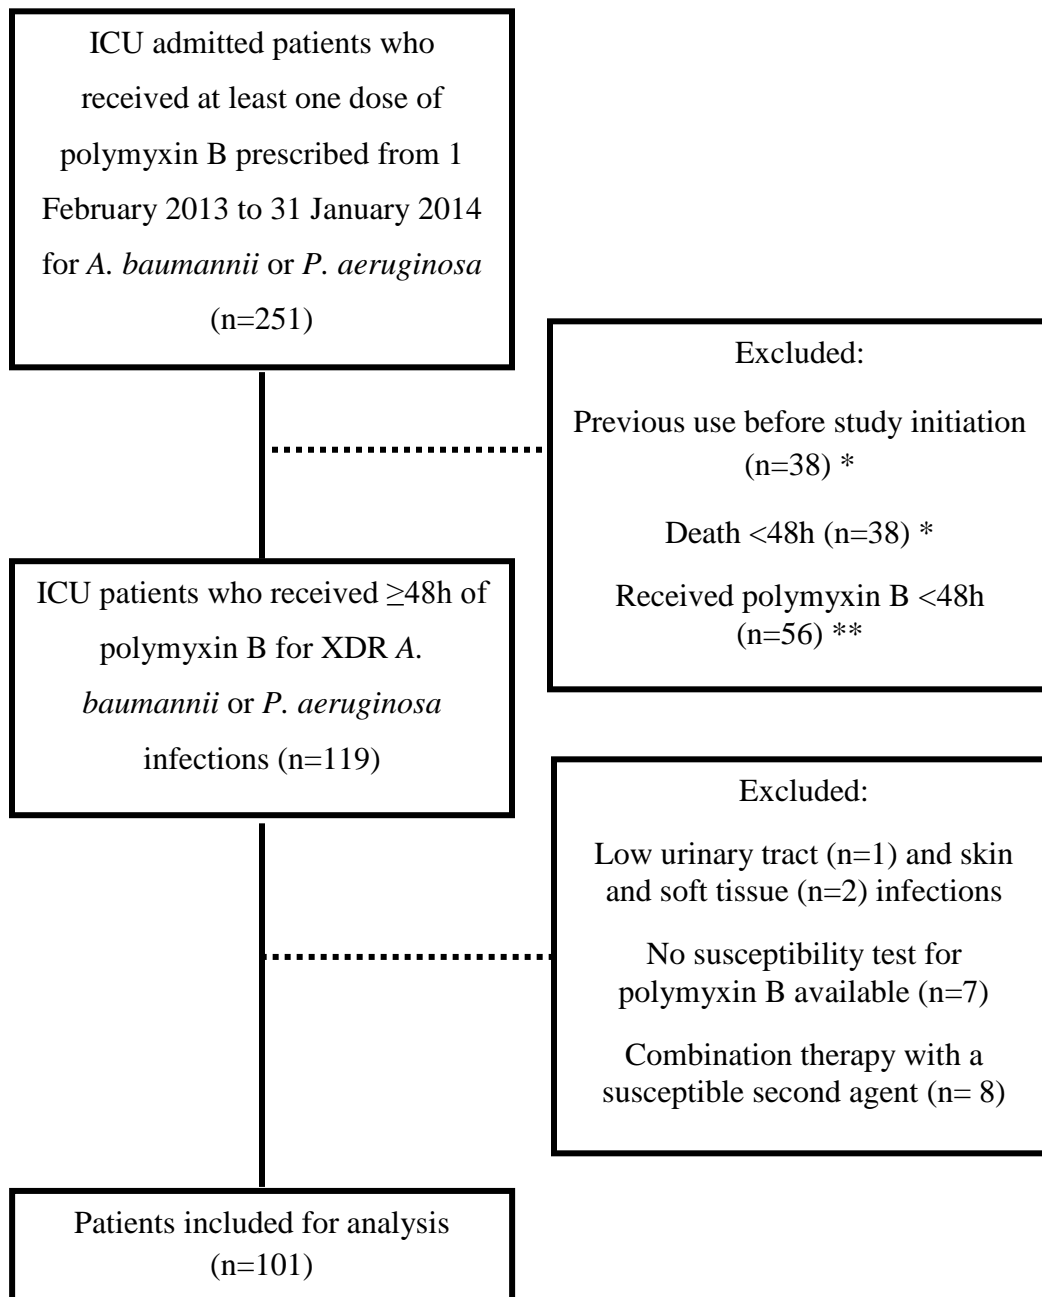 ICU admitted patients who
received at least one dose of
polymyxin B prescribed from 1
February 2013 to 31 January 2014
for A. baumannii or P. aeruginosa
(n=251)
Excluded:
Previous use before study initiation
(n=38) *
Death <48h (n=38) *
Received polymyxin B <48h
(n=56) **
ICU patients who received ≥48h of
polymyxin B for XDR A.
baumannii or P. aeruginosa
infections (n=119)
Excluded:
Low urinary tract (n=1) and skin
and soft tissue (n=2) infections
No susceptibility test for
polymyxin B available (n=7)
Combination therapy with a
susceptible second agent (n= 8)
Patients included for analysis
(n=101)